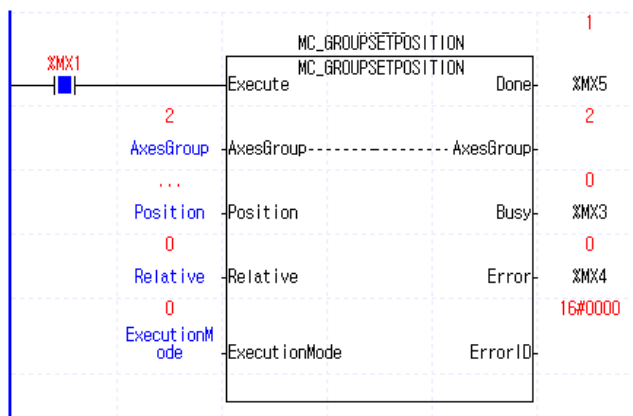 1
MC_GROUPSETPOSITION
%MX1
MC_GROUPSETPOSITION
Execute Done %MX5
2 2
AxesGroup AxesGroup AxesGroup
... 0
Position Position Busy %MX3
0 0
Relative Relative Error %MX4
0 16#0000
ExecutionM
ode ExecutionMode ErrorID